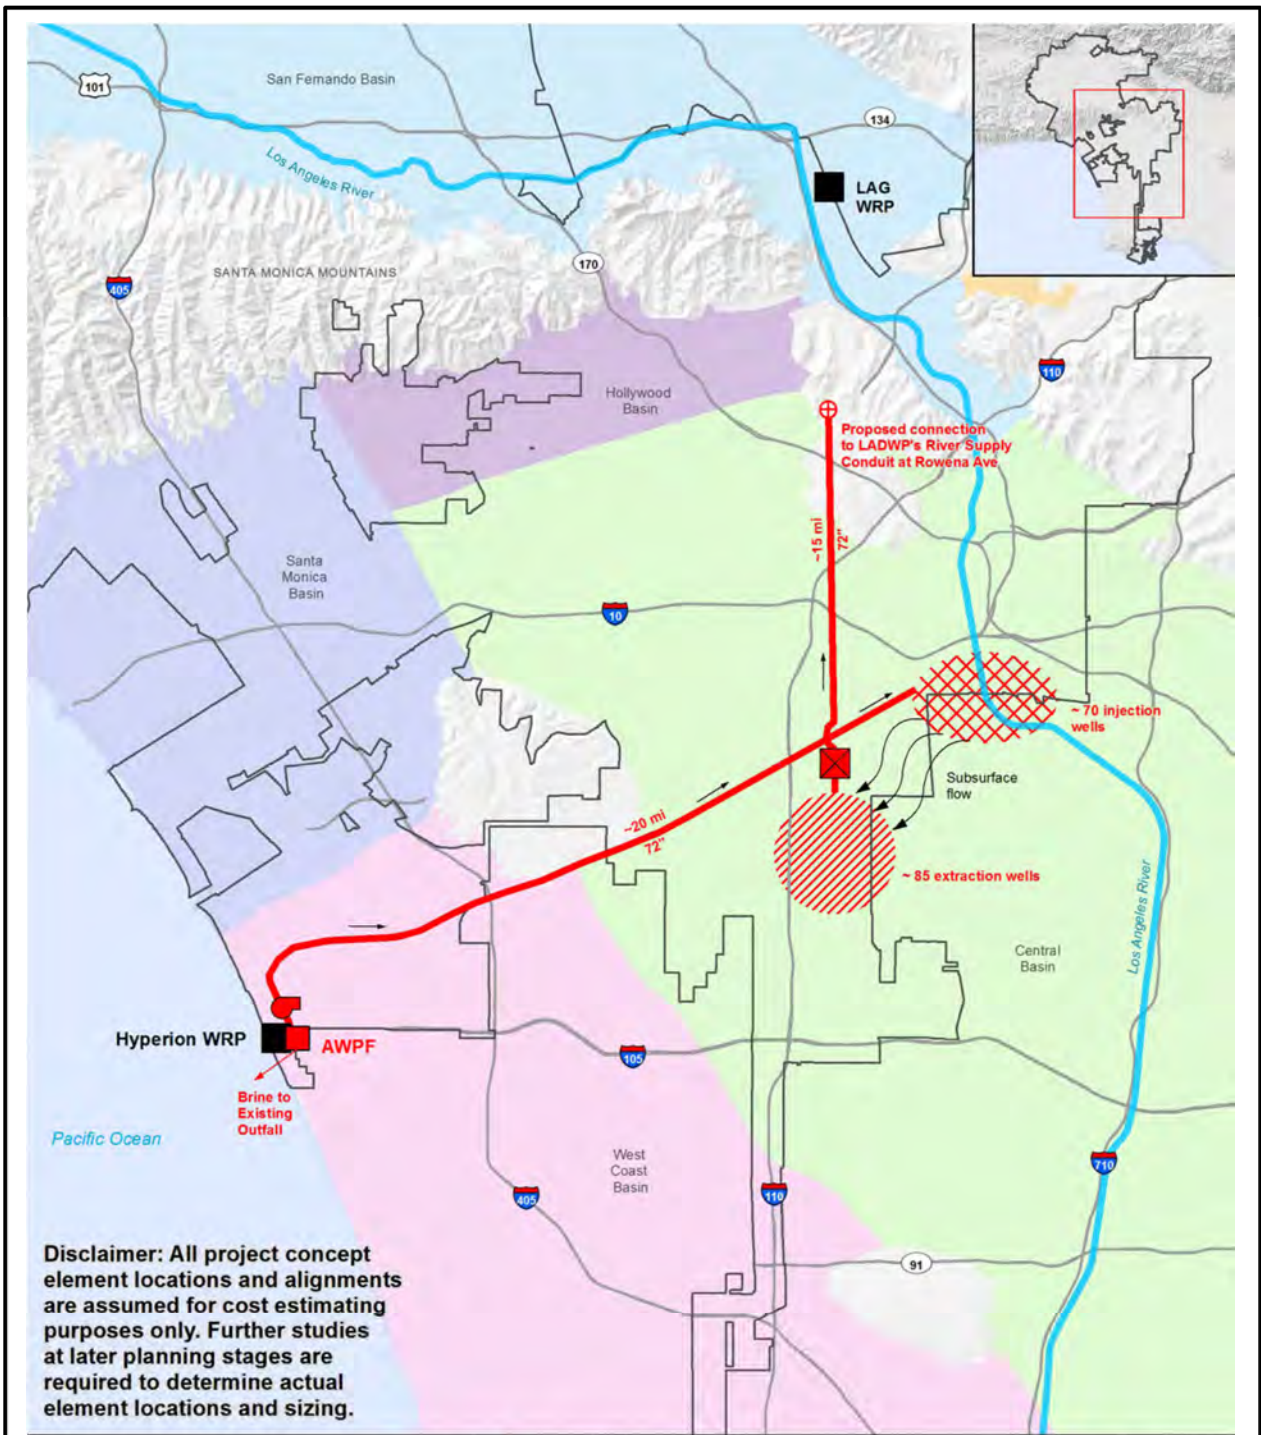 San Fernando Basin
101
134
Los Angeles River
LAG
WRP
SANTA MONICA MOUNTAINS
170
405
110
Hollywood
Basin
Proposed connection
to LADWP's River Supply
Conduit at Rowena Ave
~15 mi
72"
Santa
Monica
Basin
10
~ 70 injection
wells
Subsurface
flow
~20 mi
72"
~ 85 extraction wells
Los Angeles River
Central
Basin
Hyperion WRP
AWPF
105
Brine to
Existing
Outfall
Pacific Ocean
West
Coast
Basin
710
405
110
91
Disclaimer: All project concept
element locations and alignments
are assumed for cost estimating
purposes only. Further studies
at later planning stages are
required to determine actual
element locations and sizing.